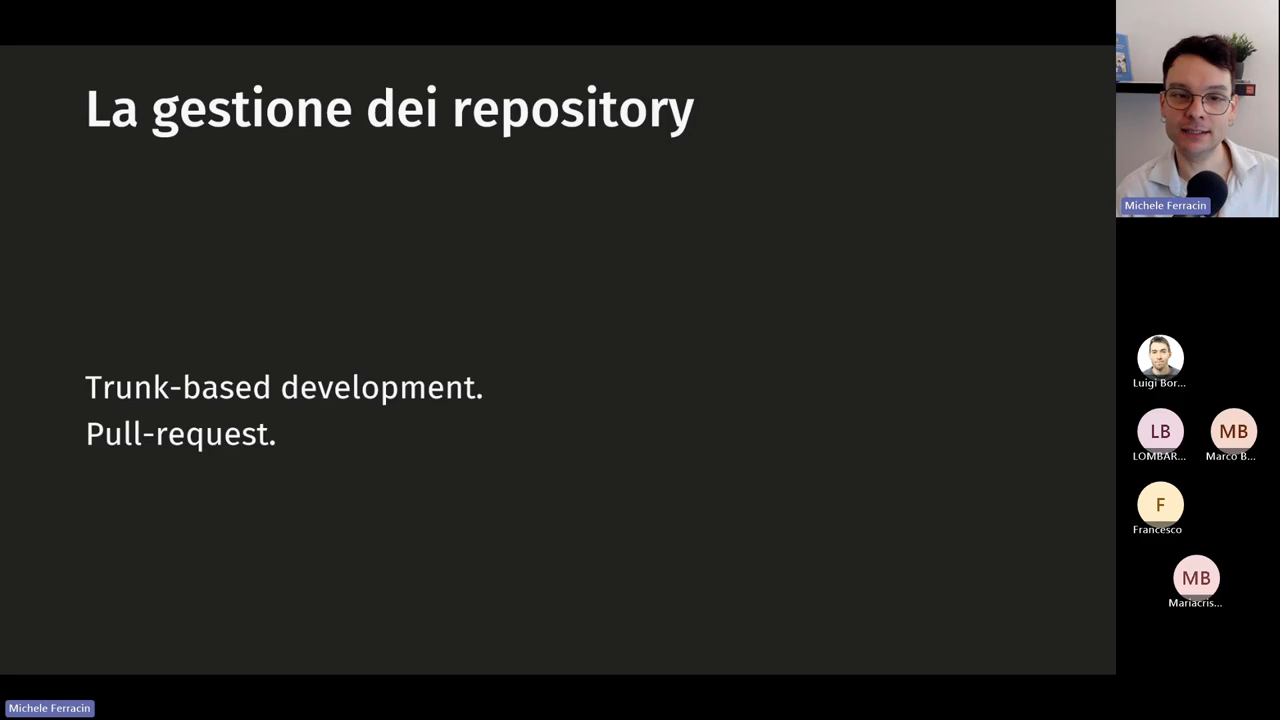 La gestione dei repository
Trunk-based development.
Pull-request.
Michele Ferracin
Luigi Bor...
LB
LOMBAR...
MB
Marco B...
F
Francesco
MB
Mariacris...
Michele Ferracin